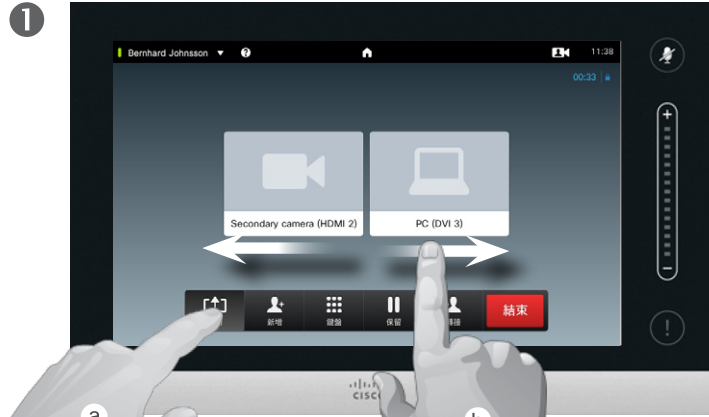 1
Bernhard Johnsson
?
11:38
00:33
Secondary camera (HDMI 2)
PC (DVI 3)
新增
鍵盤
保留
結束
+
−
!
CISC
a
b